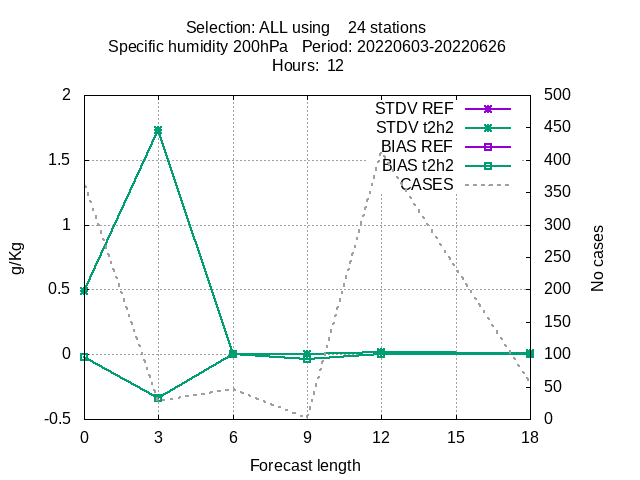 Selection: ALL using    24 stations
Specific humidity 200hPa   Period: 20220603-20220626
Hours:  12
2
1.5
1
0.5
0
-0.5
g/Kg
0 3 6 9 12 15 18
Forecast length
500
450
400
350
300
250
200
150
100
50
0
No cases
STDV REF
STDV t2h2
BIAS REF
BIAS t2h2
CASES